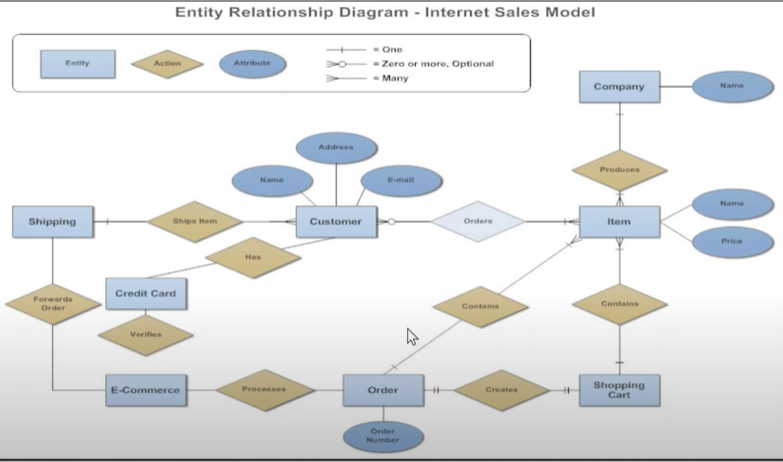 Entity Relationship Diagram - Internet Sales Model
Entity
Action
Attribute
= One
= Zero or more, Optional
= Many
Company
Name
Address
Produces
Name
E-mail
Shipping
Ships Item
Customer
Orders
Item
Name
Price
Has
Credit Card
Forwards
Order
Contains
Contains
Verifies
E-Commerce
Processes
Order
Creates
Shopping
Cart
Order
Number